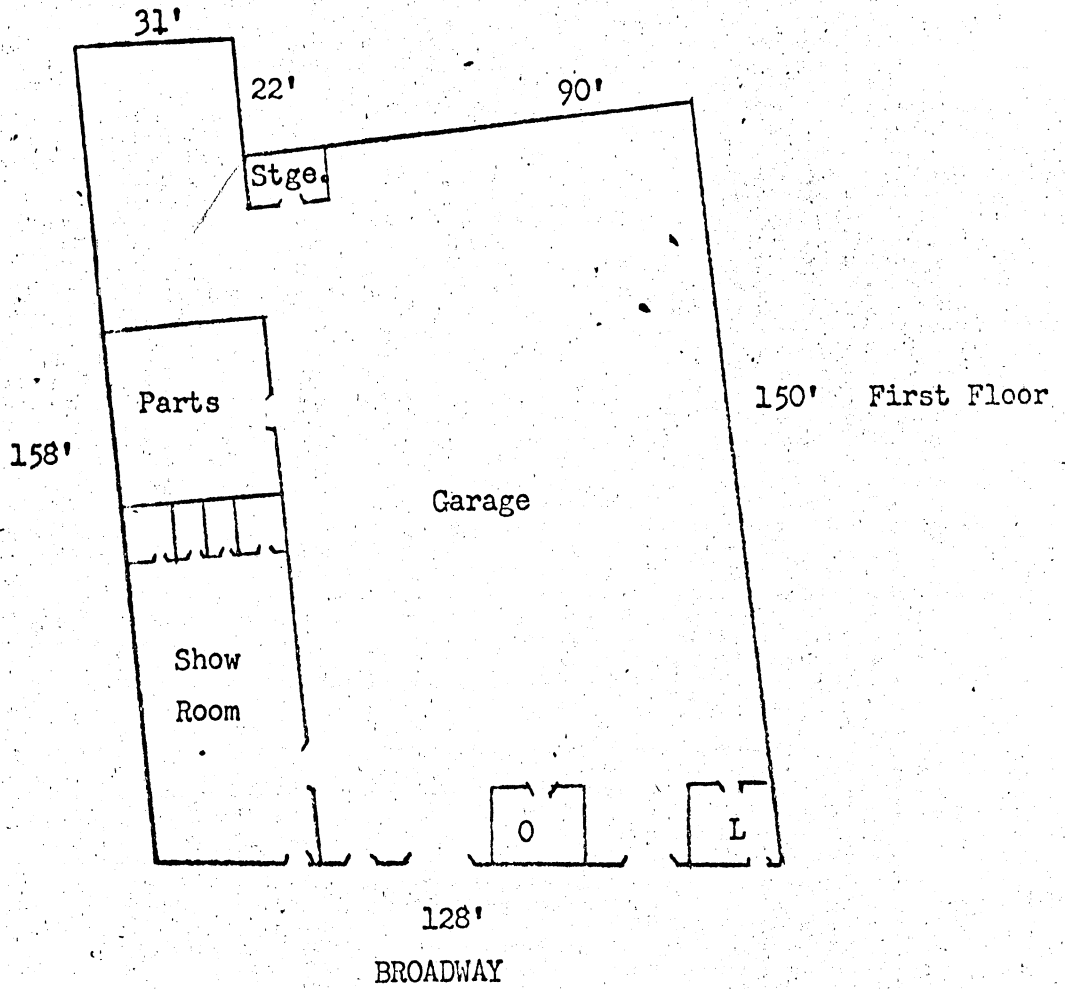 31'
22'
90'
Stge.
Parts
150' First Floor
158'
Garage
Show
Room
O
L
128'
BROADWAY